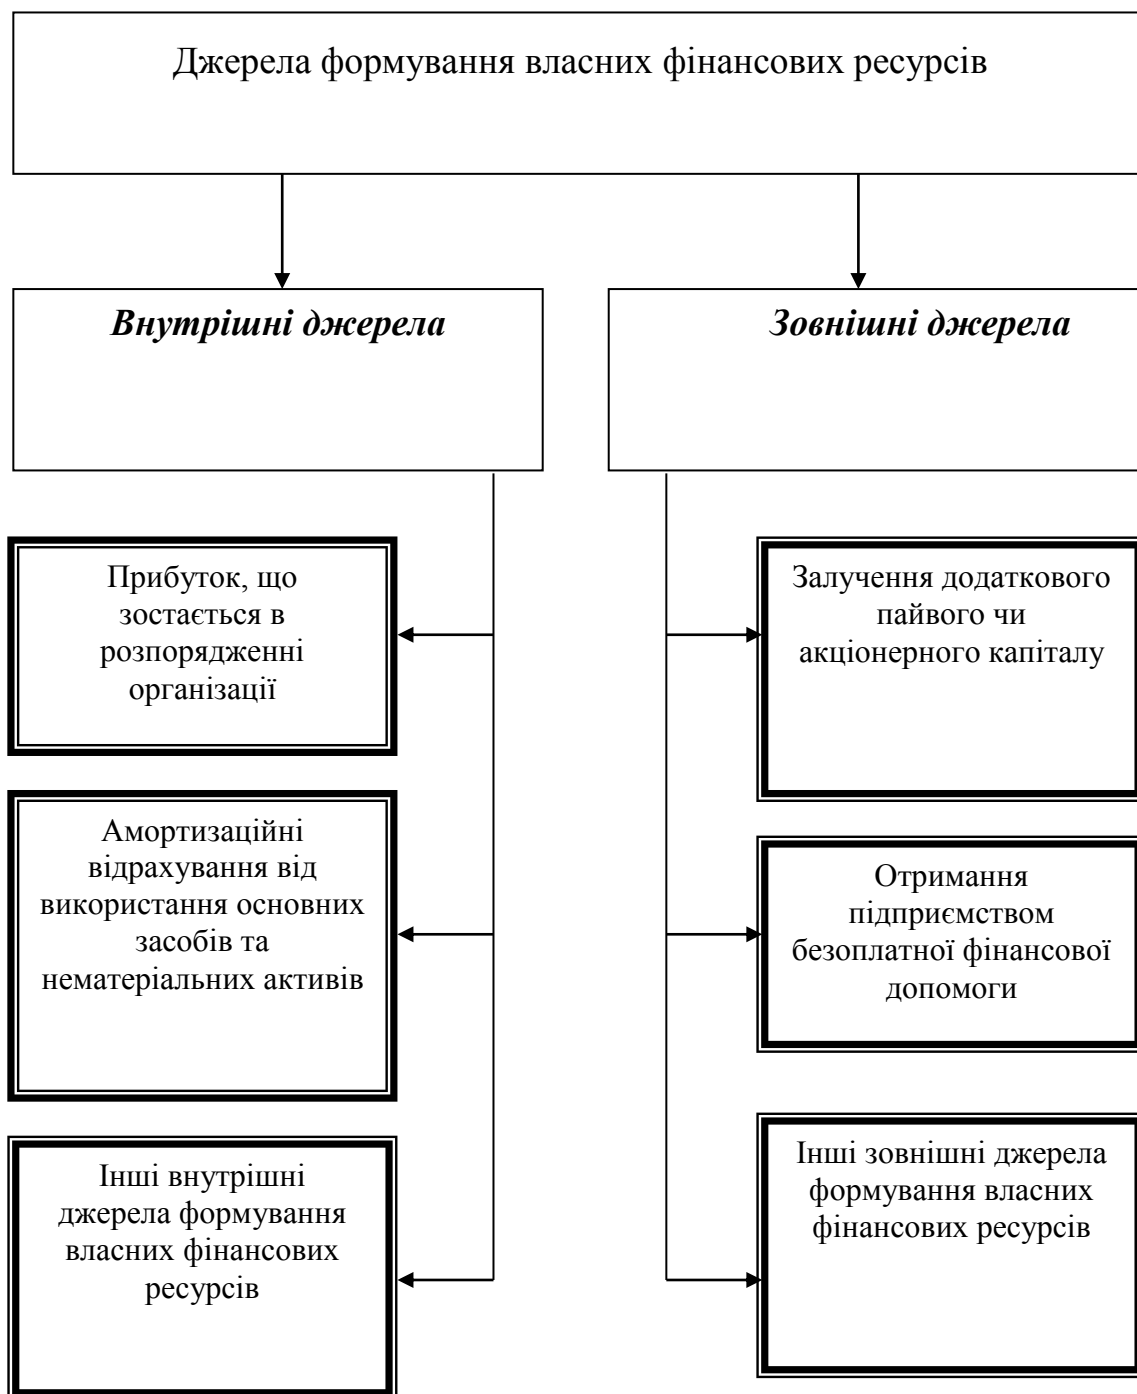 Джерела формування власних фінансових ресурсів
Внутрішні джерела
Зовнішні джерела
Прибуток, що
зостається в
розпорядженні
організації
Амортизаційні
відрахування від
використання основних
засобів та
нематеріальних активів
Інші внутрішні
джерела формування
власних фінансових
ресурсів
Залучення додаткового
пайвого чи
акціонерного капіталу
Отримання
підприємством
безоплатної фінансової
допомоги
Інші зовнішні джерела
формування власних
фінансових ресурсів